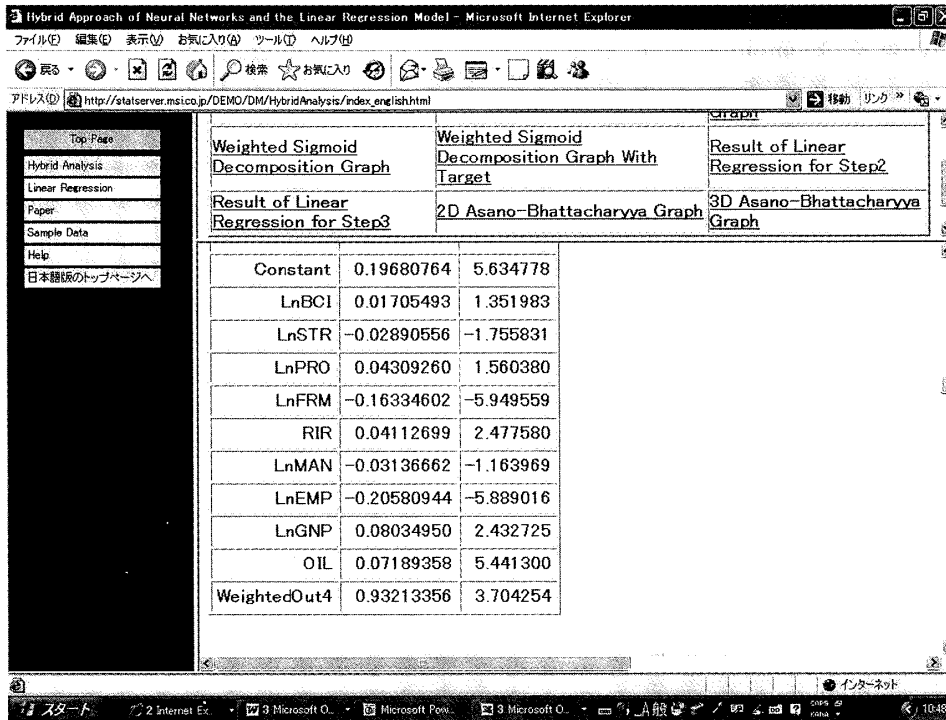 Hybrid Approach of Neural Networks and the Linear Regression Model - Microsoft Internet Explorer
ファイル(F) 編集(E) 表示(V) お気に入り(A) ツール(T) ヘルプ(H)
戻る 検索 お気に入り
アドレス(D) http://statserver.msi.co.jp/DEMO/DM/HybridAnalysis/index_english.html 移動 リンク »
Top-Page
Hybrid Analysis
Linear Regression
Paper
Sample Data
Help
日本語版のトップページへ
Graph
Weighted Sigmoid Decomposition Graph
Weighted Sigmoid Decomposition Graph With Target
Result of Linear Regression for Step2
Result of Linear Regression for Step3
2D Asano-Bhattacharyya Graph
3D Asano-Bhattacharyya Graph
Constant 0.19680764 5.634778
LnBCI 0.01705493 1.351983
LnSTR -0.02890556 -1.755831
LnPRO 0.04309260 1.560380
LnFRM -0.16334602 -5.949559
RIR 0.04112699 2.477580
LnMAN -0.03136662 -1.163969
LnEMP -0.20580944 -5.889016
LnGNP 0.08034950 2.432725
OIL 0.07189358 5.441300
WeightedOut4 0.93213356 3.704254
インターネット
スタート 2 Internet Ex.. 3 Microsoft O.. Microsoft Pow.. 3 Microsoft O.. A般 CAPS KANA